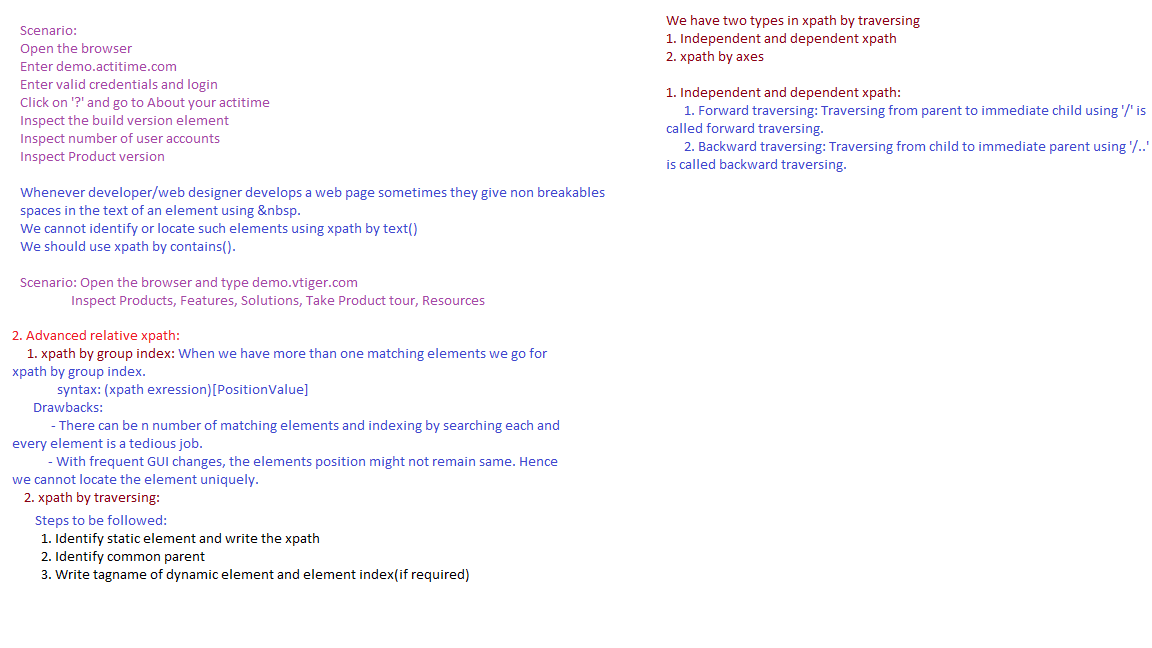 Scenario:
Open the browser
Enter demo.actitime.com
Enter valid credentials and login
Click on '?' and go to About your actitime
Inspect the build version element
Inspect number of user accounts
Inspect Product version
Whenever developer/web designer develops a web page sometimes they give non breakables
spaces in the text of an element using &nbsp.
We cannot identify or locate such elements using xpath by text()
We should use xpath by contains().
Scenario: Open the browser and type demo.vtiger.com
Inspect Products, Features, Solutions, Take Product tour, Resources
2. Advanced relative xpath:
1. xpath by group index: When we have more than one matching elements we go for
xpath by group index.
syntax: (xpath exression)[PositionValue]
Drawbacks:
- There can be n number of matching elements and indexing by searching each and
every element is a tedious job.
- With frequent GUI changes, the elements position might not remain same. Hence
we cannot locate the element uniquely.
2. xpath by traversing:
Steps to be followed:
1. Identify static element and write the xpath
2. Identify common parent
3. Write tagname of dynamic element and element index(if required)
We have two types in xpath by traversing
1. Independent and dependent xpath
2. xpath by axes
1. Independent and dependent xpath:
1. Forward traversing: Traversing from parent to immediate child using '/' is
called forward traversing.
2. Backward traversing: Traversing from child to immediate parent using '/..'
is called backward traversing.